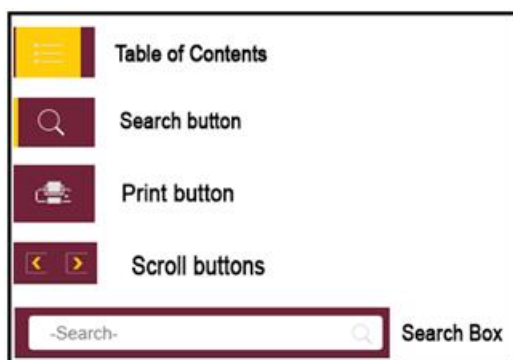 Table of Contents
Search button
Print button
Scroll buttons
-Search-
Search Box